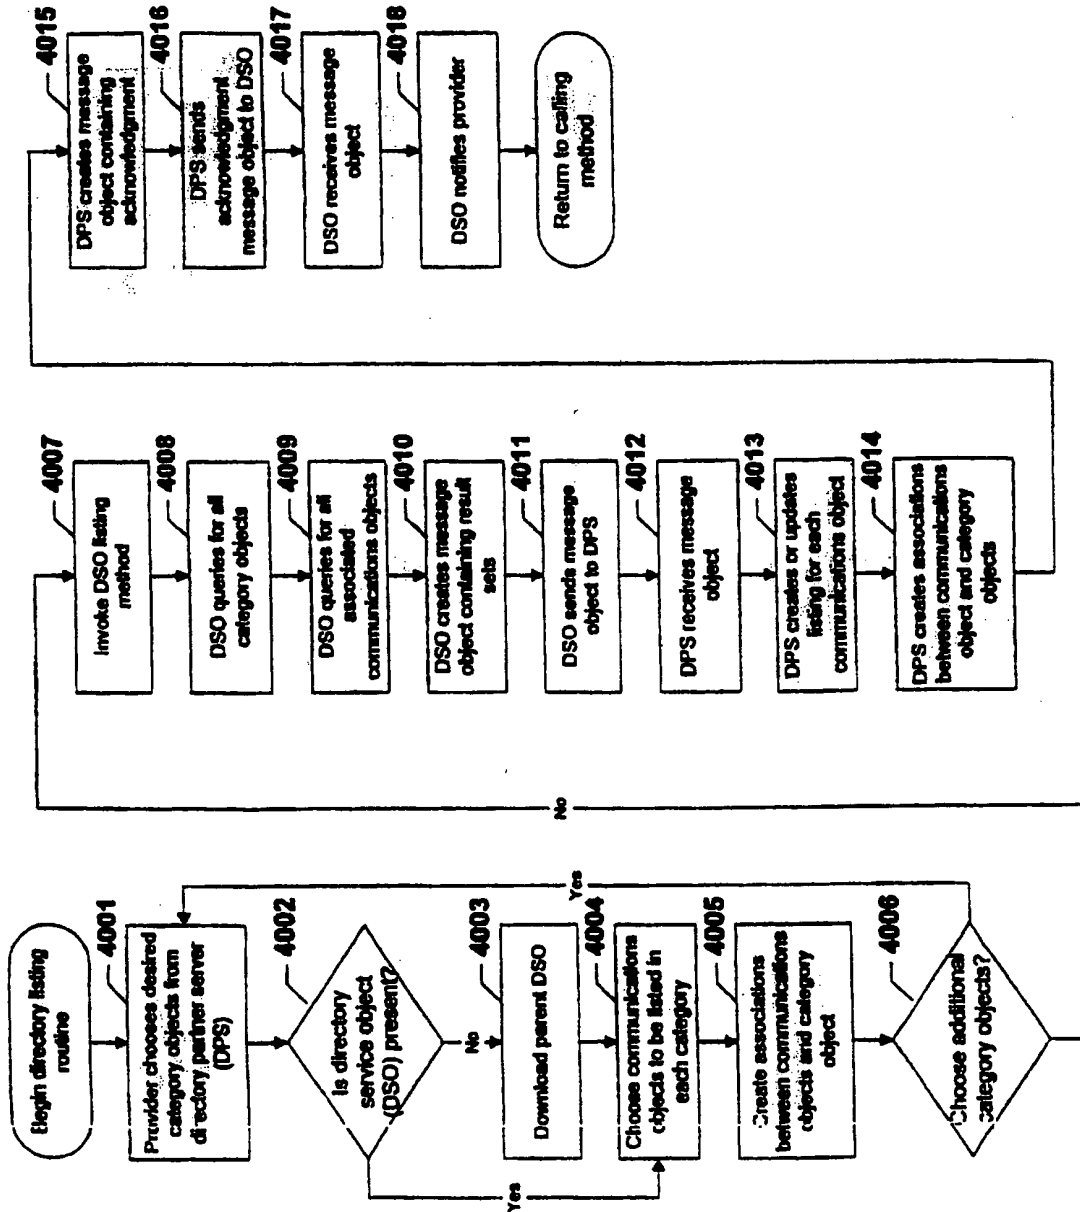 Begin directory listing
routine
4001
Provider chooses desired
category objects from
directory partner server
(DPS)
4002
Is directory
service object
(DSO) present?
Yes
No
4003
Download parent DSO
4004
Choose communications
objects to be listed in
each category
4005
Create associations
between communications
objects and category
object
4006
Choose additional
category objects?
Yes
No
4007
Invoke DSO listing
method
4008
DSO queries for all
category objects
4009
DSO queries for all
associated
communications objects
4010
DSO creates message
object containing result
sets
4011
DSO sends message
object to DPS
4012
DPS receives message
object
4013
DPS creates or updates
listing for each
communications object
4014
DPS creates associations
between communications
object and category
objects
4015
DPS creates message
object containing
acknowledgment
4016
DPS sends
acknowledgment
message object to DSO
4017
DSO receives message
object
4018
DSO notifies provider
Return to calling
method